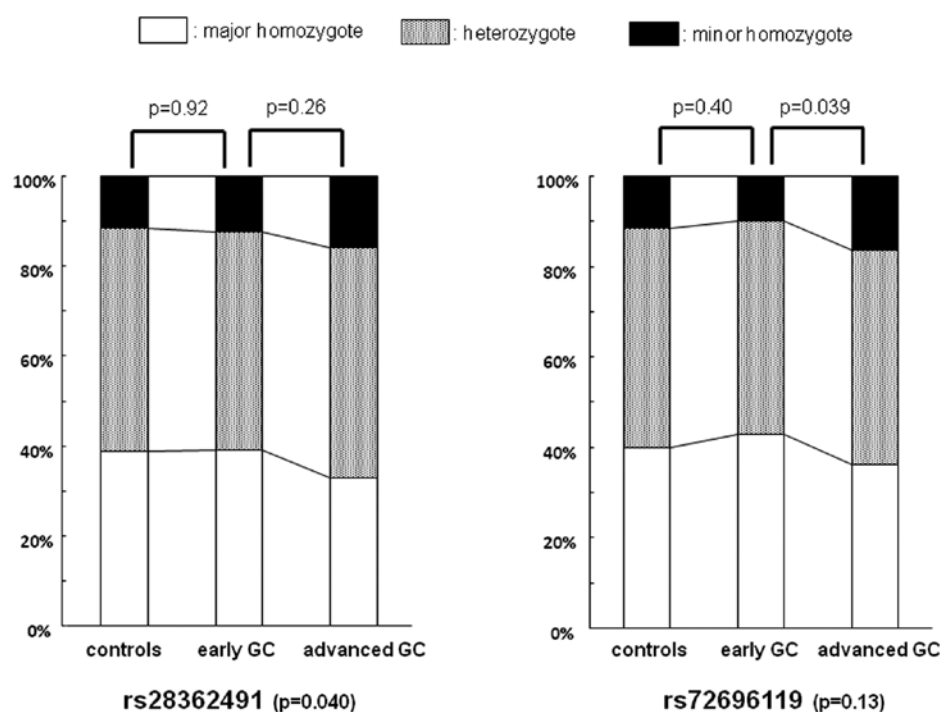 : major homozygote : heterozygote : minor homozygote
p=0.92 p=0.26
100%
80%
60%
40%
20%
0%
controls early GC advanced GC
rs28362491 (p=0.040)
p=0.40 p=0.039
100%
80%
60%
40%
20%
0%
controls early GC advanced GC
rs72696119 (p=0.13)